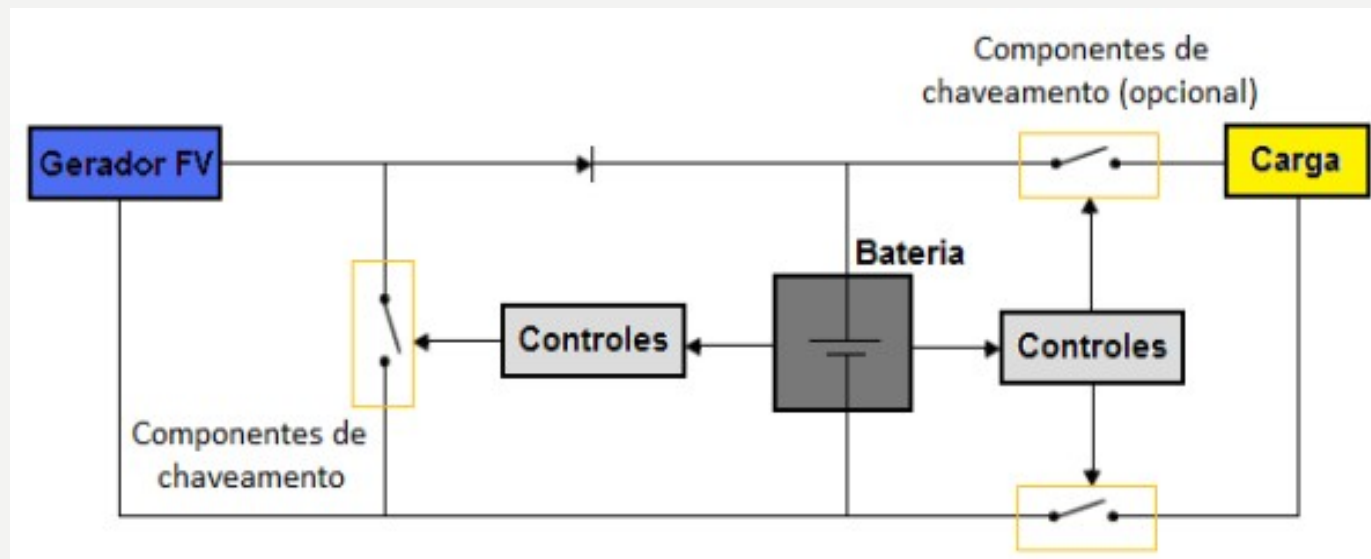 Componentes de
chaveamento (opcional)
Gerador FV
Carga
Bateria
Controles
Controles
Componentes de
chaveamento